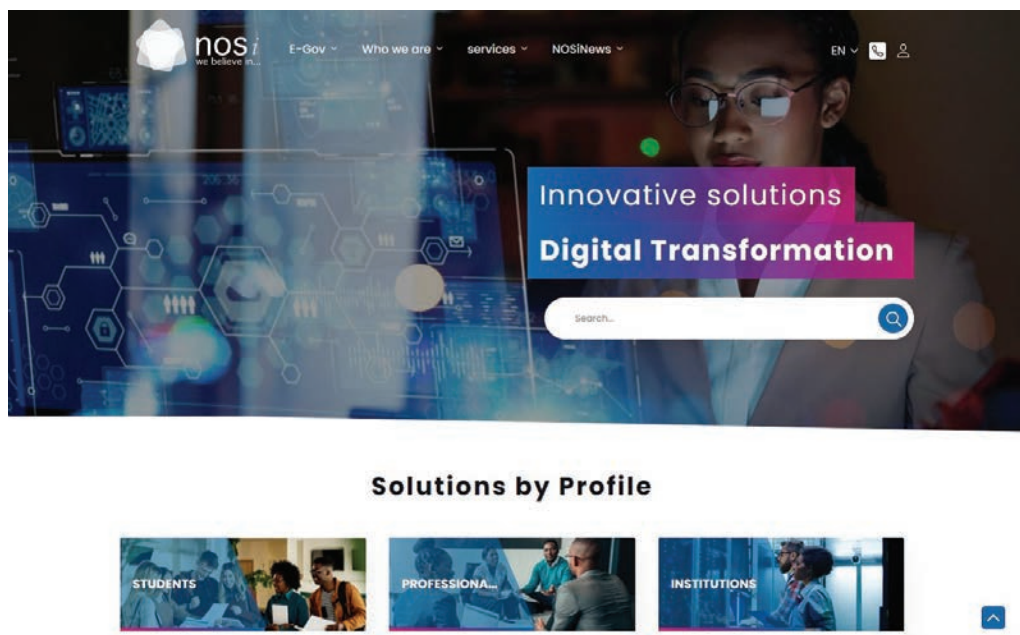 nosi
we believe in...
E-Gov
Who we are
services
NOSiNews
EN
Innovative solutions
Digital Transformation
Search...
Solutions by Profile
STUDENTS
PROFESSIONA...
INSTITUTIONS